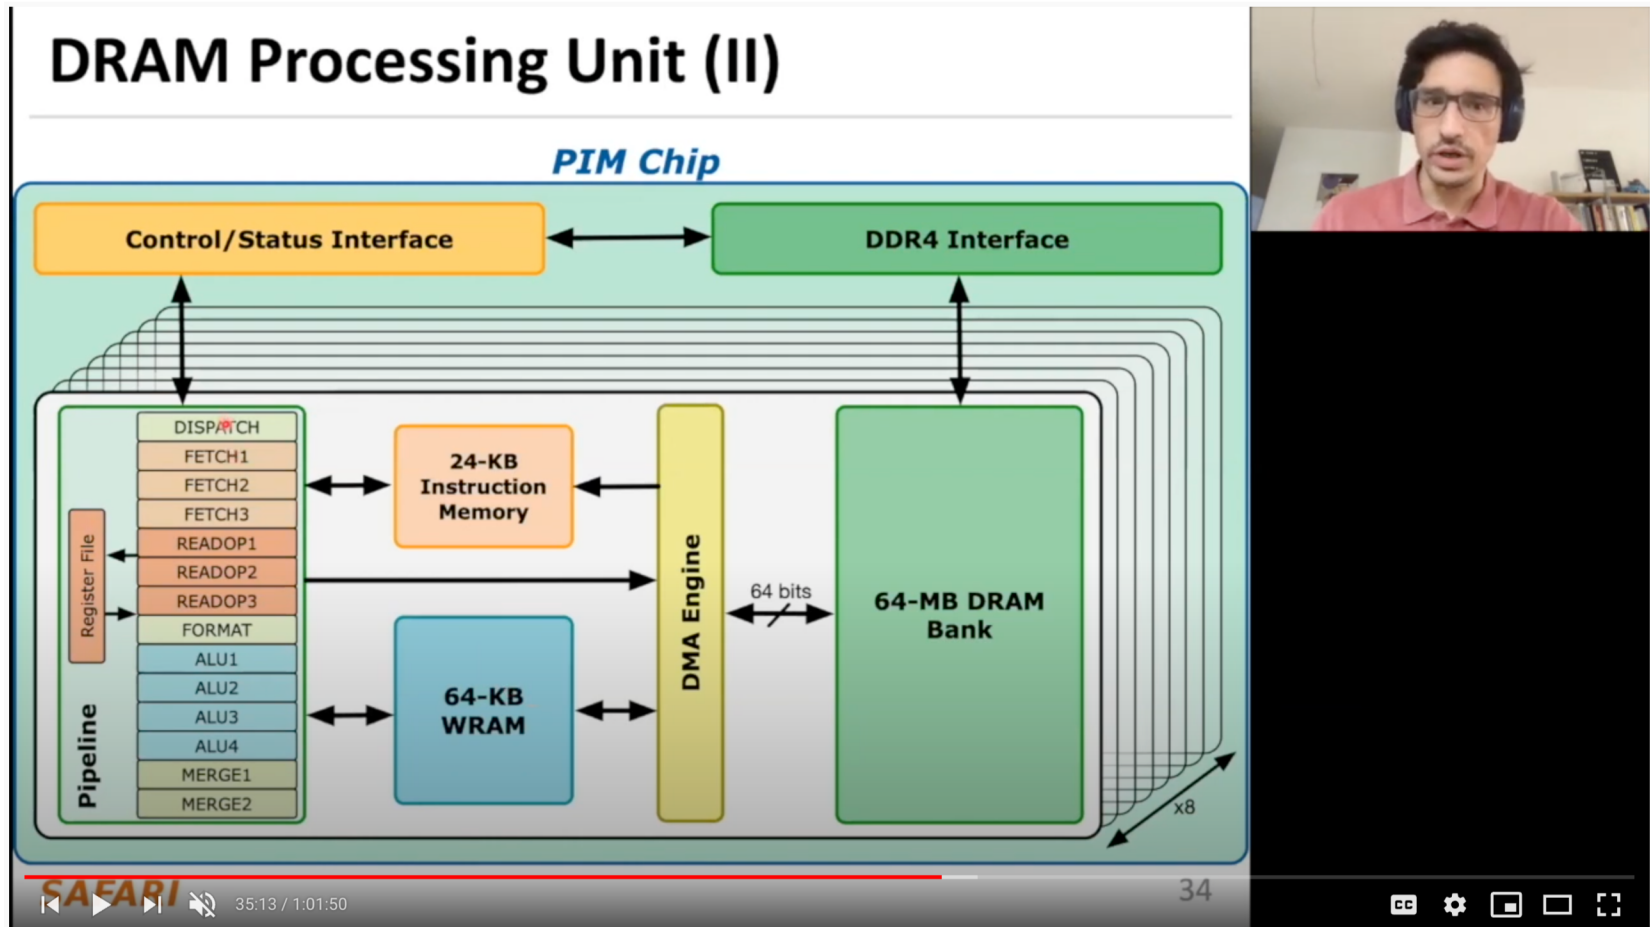 DRAM Processing Unit (II)
PIM Chip
Control/Status Interface
DDR4 Interface
DISPATCH
FETCH1
FETCH2
FETCH3
READOP1
READOP2
READOP3
FORMAT
ALU1
ALU2
ALU3
ALU4
MERGE1
MERGE2
Register File
Pipeline
24-KB
Instruction
Memory
64-KB
WRAM
DMA Engine
64 bits
64-MB DRAM
Bank
x8
SAFARI
34
35:13 / 1:01:50
CC